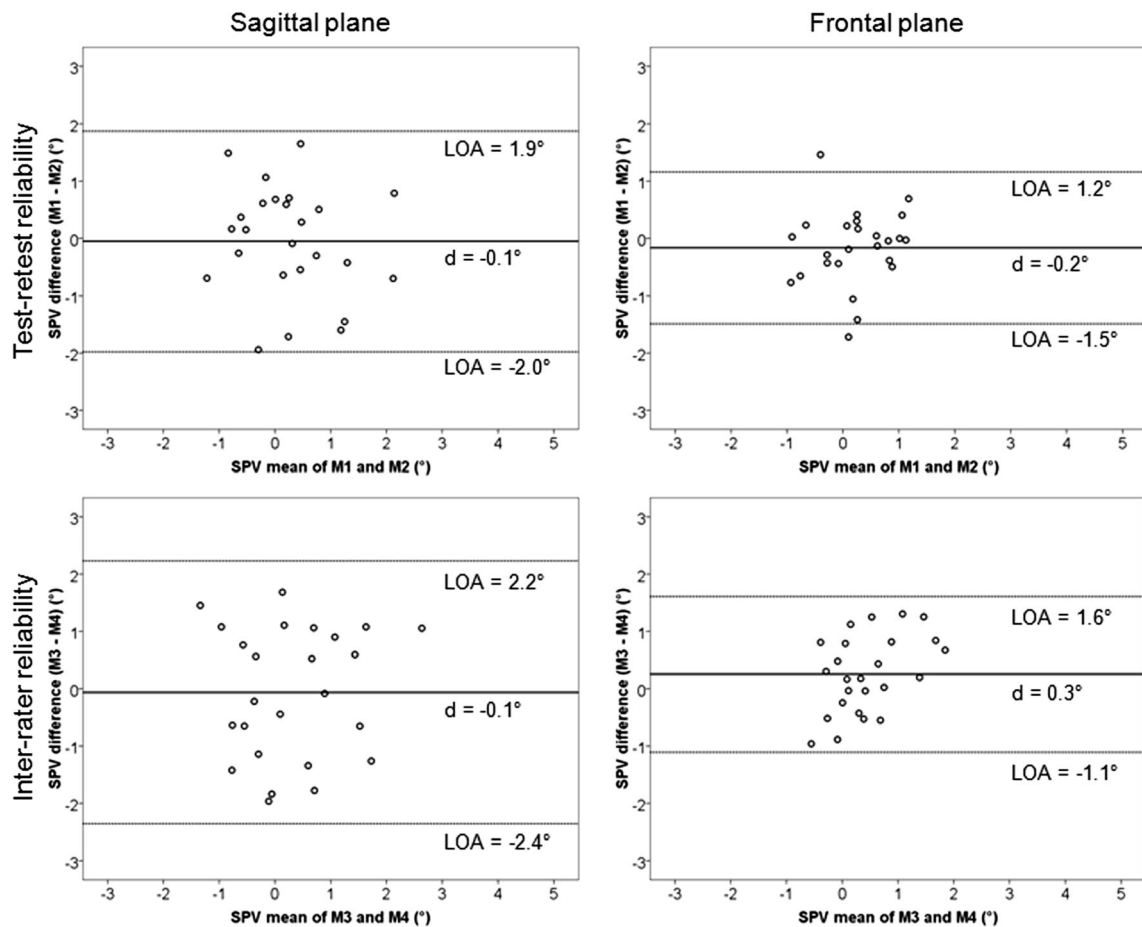 Sagittal plane
Frontal plane
Test-retest reliability
SPV difference (M1 - M2) (°)
3
2
1
0
-1
-2
-3
LOA = 1.9°
d = -0.1°
LOA = -2.0°
-3 -2 -1 0 1 2 3 4 5
SPV mean of M1 and M2 (°)
SPV difference (M1 - M2) (°)
3
2
1
0
-1
-2
-3
LOA = 1.2°
d = -0.2°
LOA = -1.5°
-3 -2 -1 0 1 2 3 4 5
SPV mean of M1 and M2 (°)
Inter-rater reliability
SPV difference (M3 - M4) (°)
3
2
1
0
-1
-2
-3
LOA = 2.2°
d = -0.1°
LOA = -2.4°
-3 -2 -1 0 1 2 3 4 5
SPV mean of M3 and M4 (°)
SPV difference (M3 - M4) (°)
3
2
1
0
-1
-2
-3
LOA = 1.6°
d = 0.3°
LOA = -1.1°
-3 -2 -1 0 1 2 3 4 5
SPV mean of M3 and M4 (°)